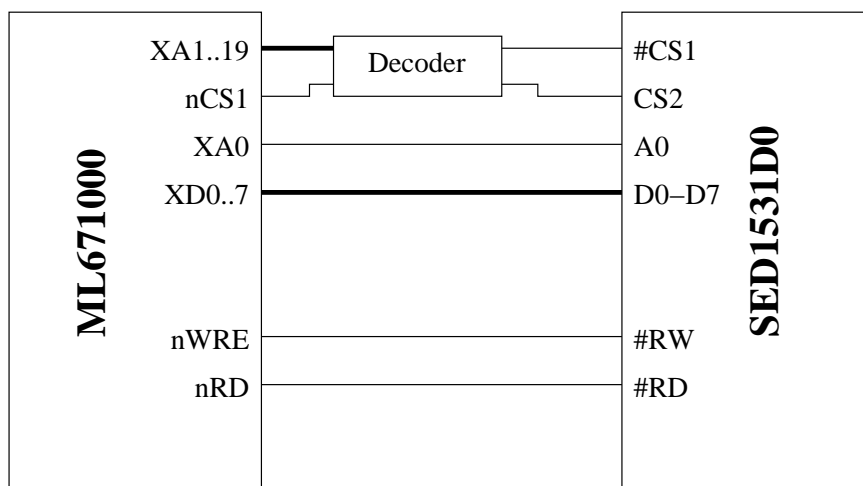 XA1..19
Decoder
#CS1
nCS1
CS2
XA0
A0
XD0..7
D0−D7
ML671000
SED1531D0
nWRE
#RW
nRD
#RD